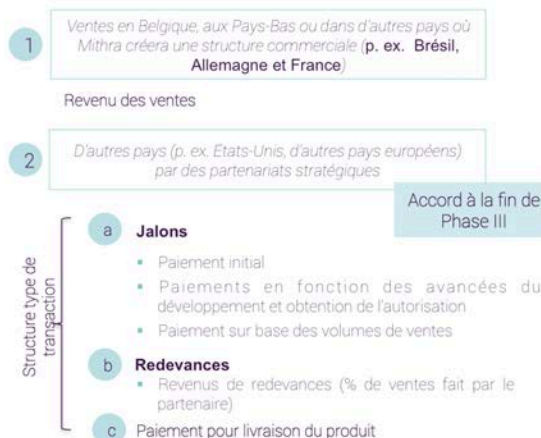 1
Ventes en Belgique, aux Pays-Bas ou dans d'autres pays où
Mithra créera une structure commerciale (p. ex. Brésil,
Allemagne et France)
Revenu des ventes
2
D'autres pays (p. ex. Etats-Unis, d'autres pays européens)
par des partenariats stratégiques
Accord à la fin de
Phase III
Structure type de
transaction
a Jalons
▪ Paiement initial
▪ Paiements en fonction des avancées du
développement et obtention de l'autorisation
▪ Paiement sur base des volumes de ventes
b Redevances
▪ Revenus de redevances (% de ventes fait par le
partenaire)
c Paiement pour livraison du produit